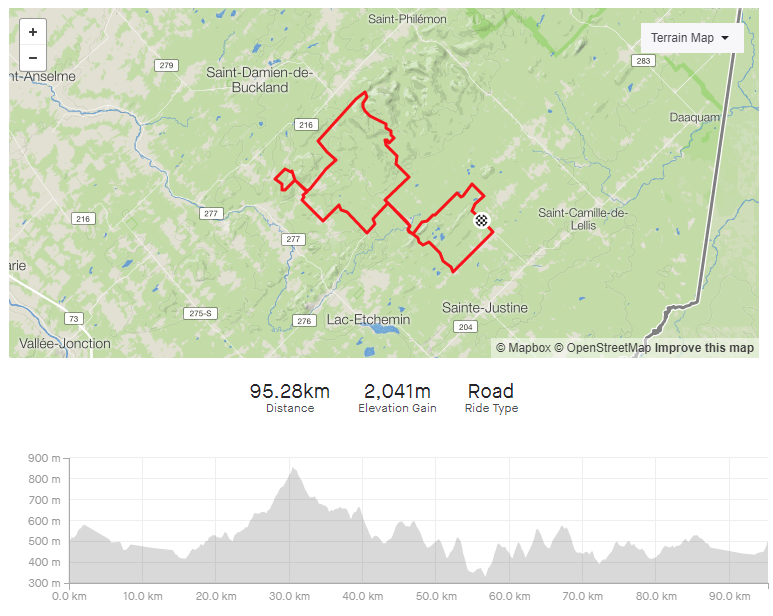 Saint-Philémon
+
Terrain Map
−
283
279
nt-Anselme
Saint-Damien-de-
Buckland
Daaquam
216
277
216
Saint-Camille-de-
Lellis
277
arie
Sainte-Justine
275-S
73
276
Lac-Etchemin
204
Vallée-Jonction
© Mapbox © OpenStreetMap Improve this map
95.28km 2,041m Road
Distance Elevation Gain Ride Type
900 m
800 m
700 m
600 m
500 m
400 m
300 m
0.0 km 10.0 km 20.0 km 30.0 km 40.0 km 50.0 km 60.0 km 70.0 km 80.0 km 90.0 km